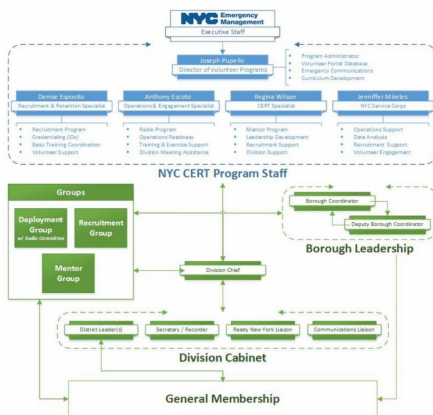 NYC Emergency
Management
Executive Staff
Joseph Pupello
Director of Volunteer Programs
• Program Administrator
• Volunteer Portal Database
• Emergency Communications
• Curriculum Development
Denise Esposito
Recruitment & Retention Specialist
• Recruitment Program
• Credentialing (IDs)
• Basic Training Coordination
• Volunteer Support
Anthony Escoto
Operations & Engagement Specialist
• Radio Program
• Operations Readiness
• Training & Exercise Support
• Division Meeting Assistance
Regina Wilson
CERT Specialist
• Mentor Program
• Leadership Development
• Recruitment Support
• Division Support
Jenniffer Mieles
NYC Service Corps
• Operations Support
• Data Analysis
• Recruitment Support
• Volunteer Engagement
NYC CERT Program Staff
Groups
Deployment
Group
w/ Radio Committee
Recruitment
Group
Mentor
Group
Borough Coordinator
Deputy Borough Coordinator
Borough Leadership
Division Chief
District Leader(s)
Secretary / Recorder
Ready New York Liaison
Communications Liaison
Division Cabinet
General Membership